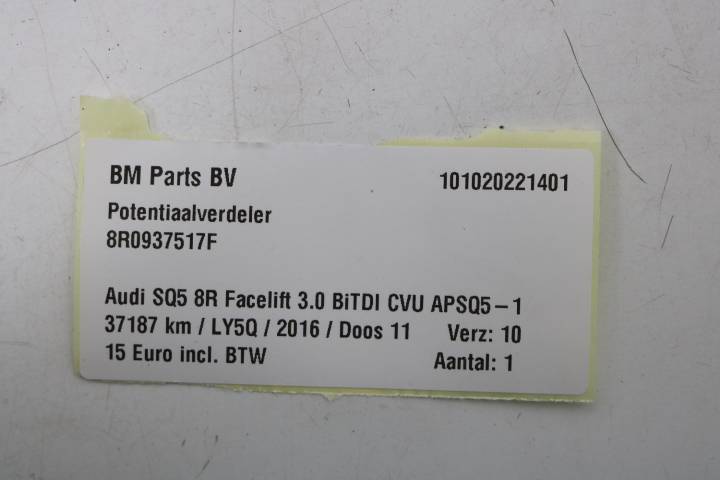 BM Parts BV 101020221401
Potentiaalverdeler
8R0937517F
Audi SQ5 8R Facelift 3.0 BiTDI CVU APSQ5-1
37187 km / LY5Q / 2016 / Doos 11 Verz: 10
15 Euro incl. BTW Aantal: 1